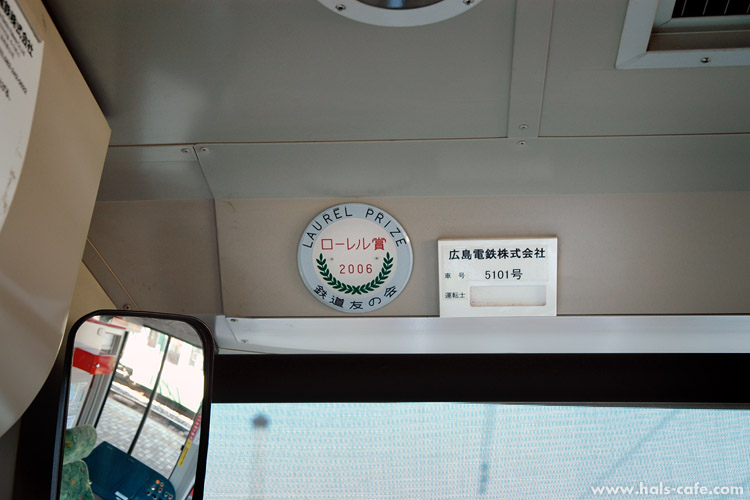 LAUREL PRIZE
ローレル賞
2006
鉄道友の会
広島電鉄株式会社
車号 5101号
運転士
www.hals-cafe.com